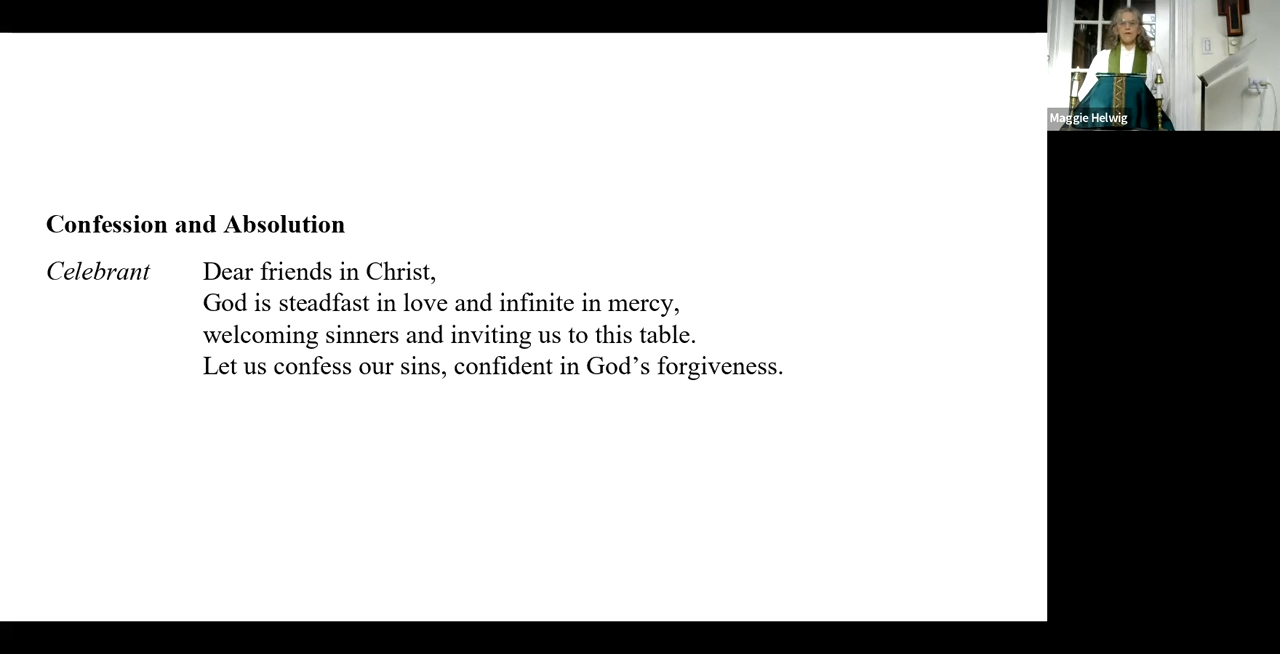 Maggie Helwig
Confession and Absolution
Celebrant Dear friends in Christ,
God is steadfast in love and infinite in mercy,
welcoming sinners and inviting us to this table.
Let us confess our sins, confident in God’s forgiveness.